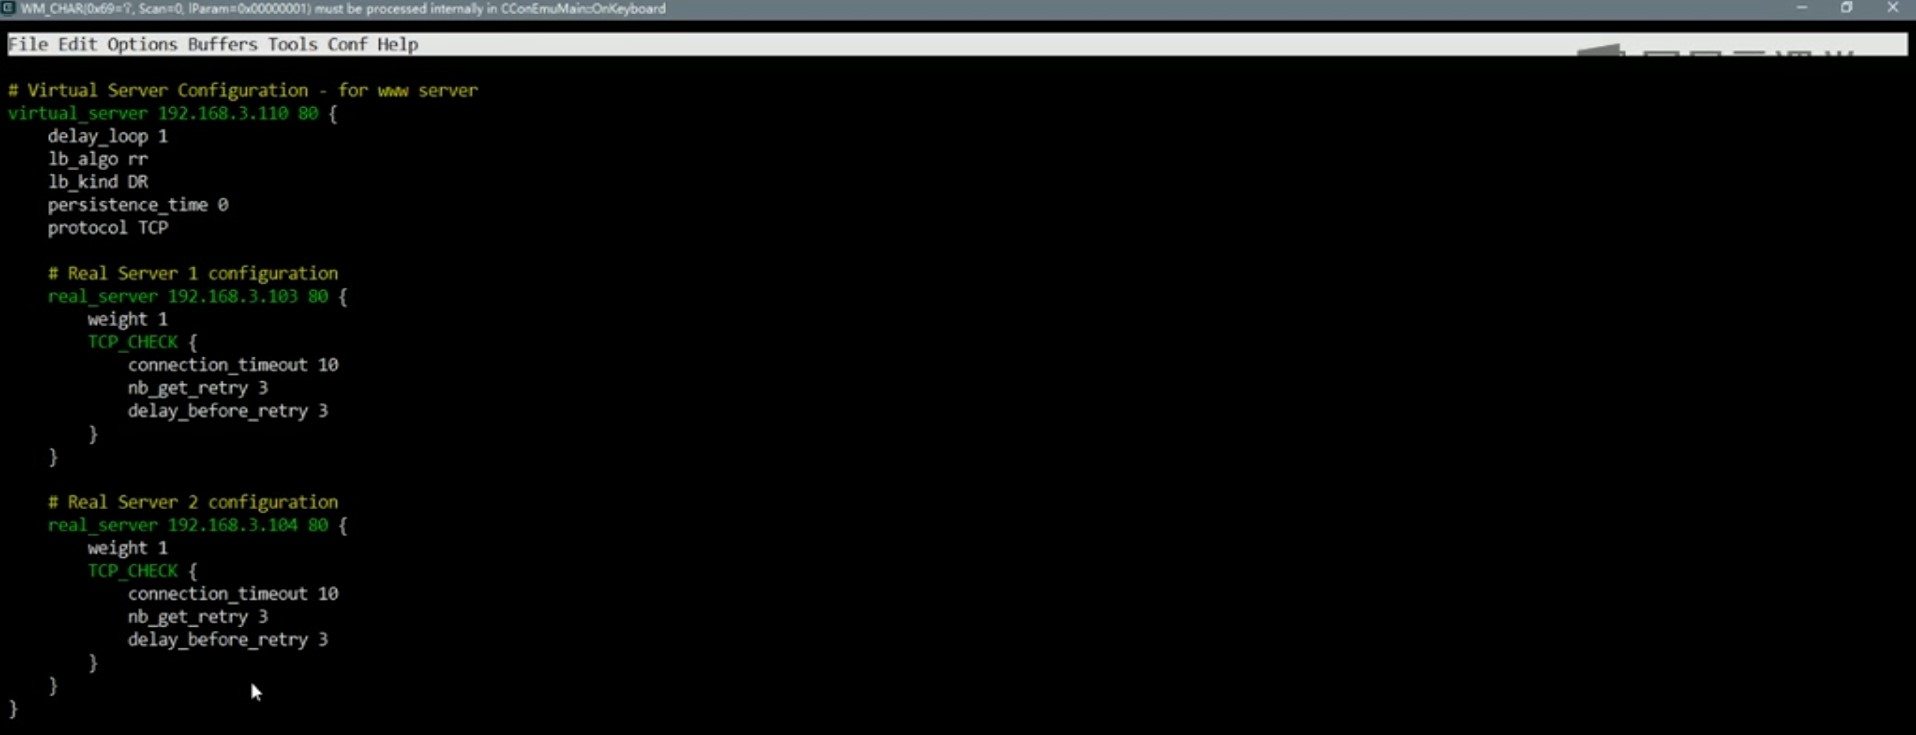 WM_CHAR(0x69='i', Scan=0, lParam=0x00000001) must be processed internally in CConEmuMain::OnKeyboard
File Edit Options Buffers Tools Conf Help
# Virtual Server Configuration - for www server
virtual_server 192.168.3.110 80 {
    delay_loop 1
    lb_algo rr
    lb_kind DR
    persistence_time 0
    protocol TCP
    # Real Server 1 configuration
    real_server 192.168.3.103 80 {
        weight 1
        TCP_CHECK {
            connection_timeout 10
            nb_get_retry 3
            delay_before_retry 3
        }
    }
    # Real Server 2 configuration
    real_server 192.168.3.104 80 {
        weight 1
        TCP_CHECK {
            connection_timeout 10
            nb_get_retry 3
            delay_before_retry 3
        }
    }
}